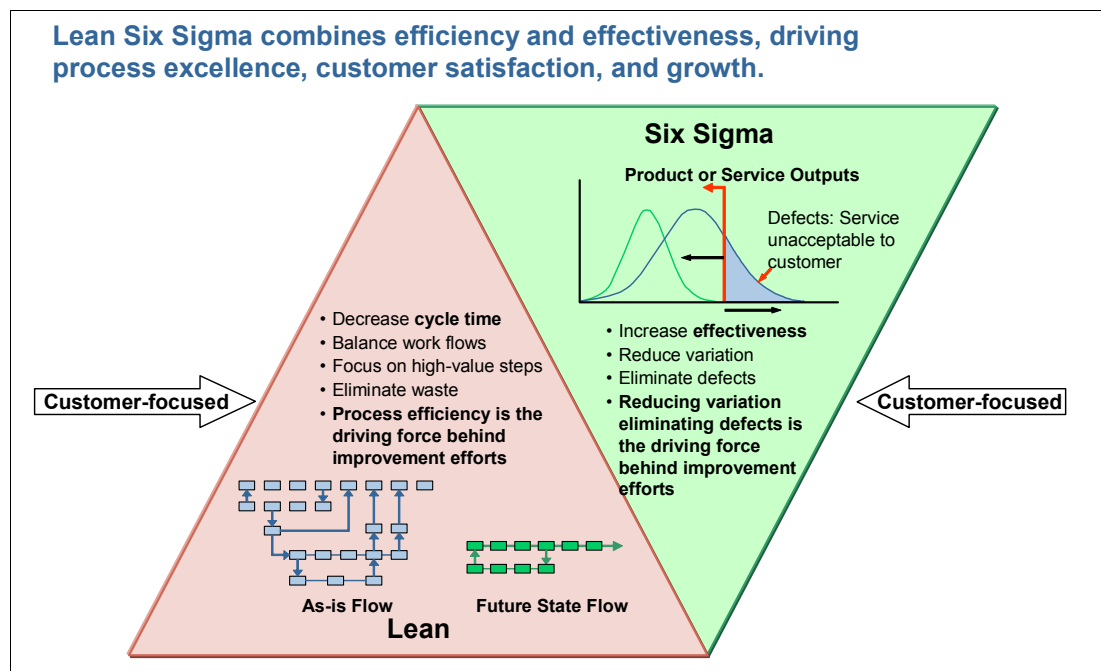 Lean Six Sigma combines efficiency and effectiveness, driving
process excellence, customer satisfaction, and growth.
Six Sigma
Product or Service Outputs
Defects: Service
unacceptable to
customer
• Increase effectiveness
• Reduce variation
• Eliminate defects
• Reducing variation
eliminating defects is
the driving force
behind improvement
efforts
Customer-focused
• Decrease cycle time
• Balance work flows
• Focus on high-value steps
• Eliminate waste
• Process efficiency is the
driving force behind
improvement efforts
Customer-focused
As-is Flow
Future State Flow
Lean